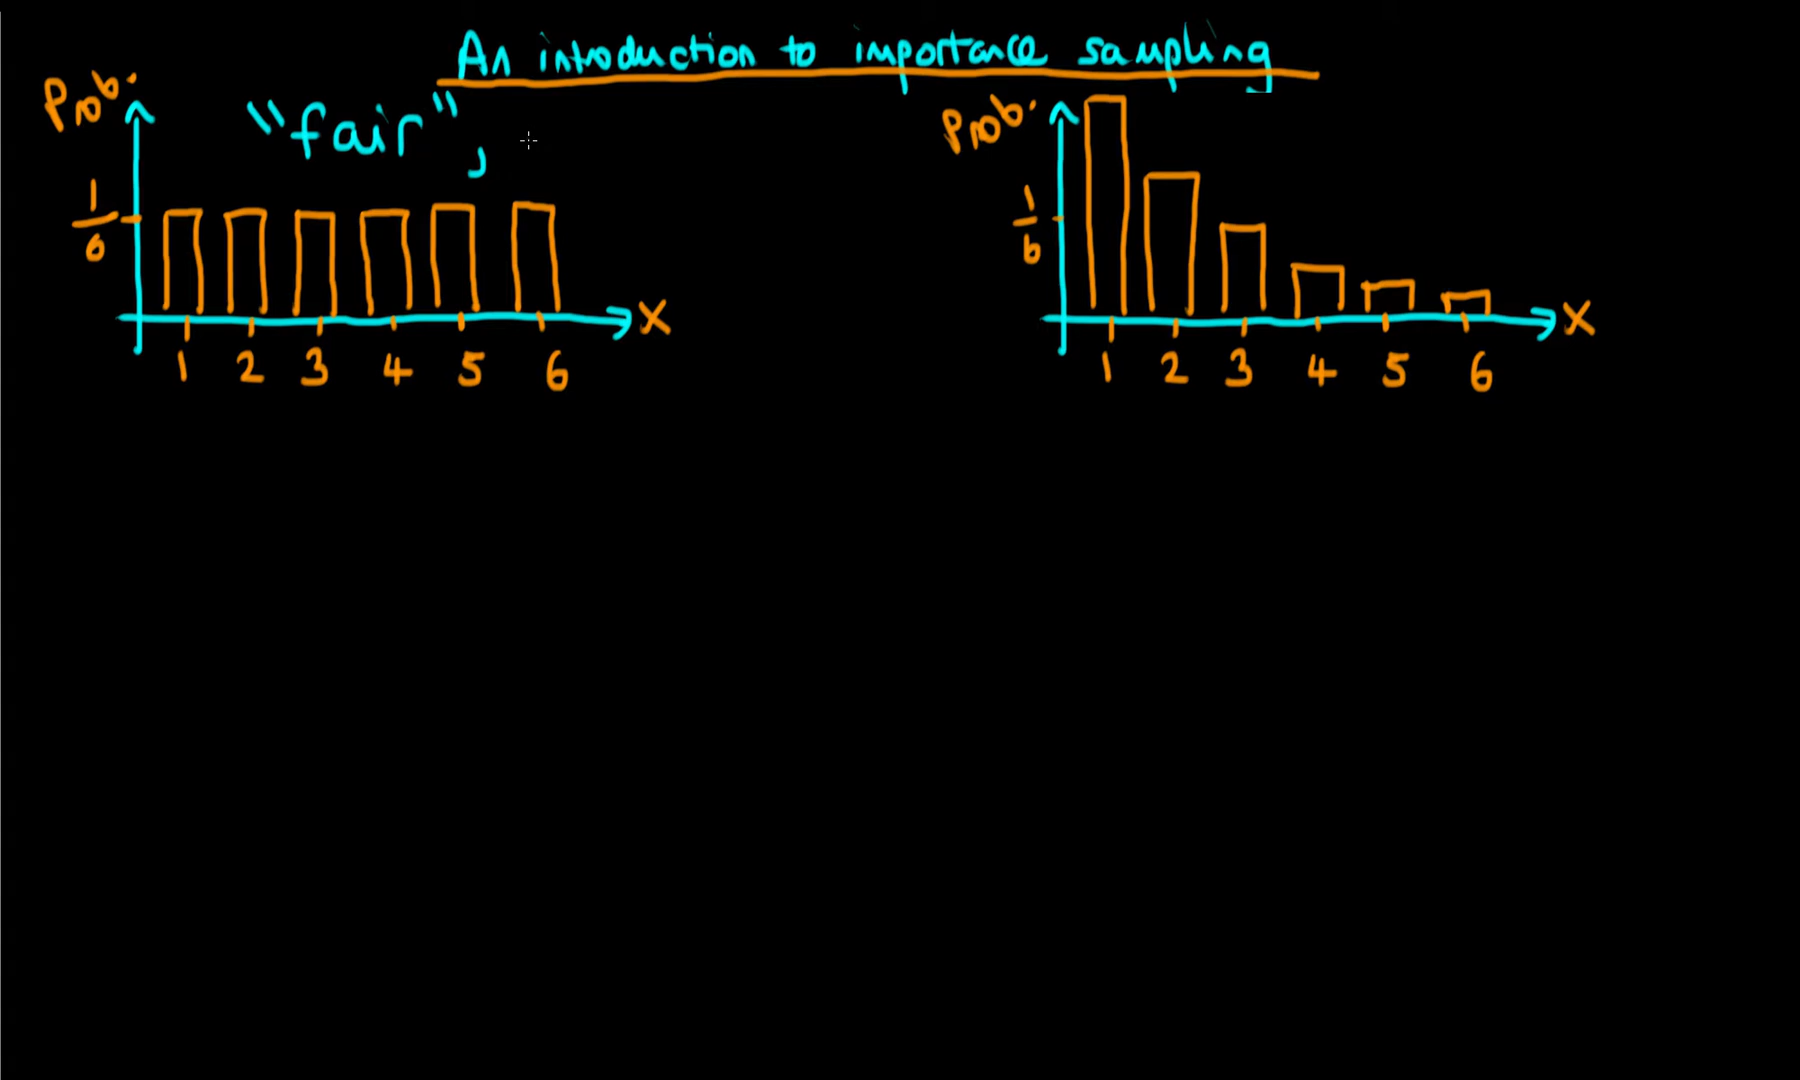 An introduction to importance sampling
Prob.
"fair",
1
6
X
1 2 3 4 5 6
Prob.
1
6
X
1 2 3 4 5 6